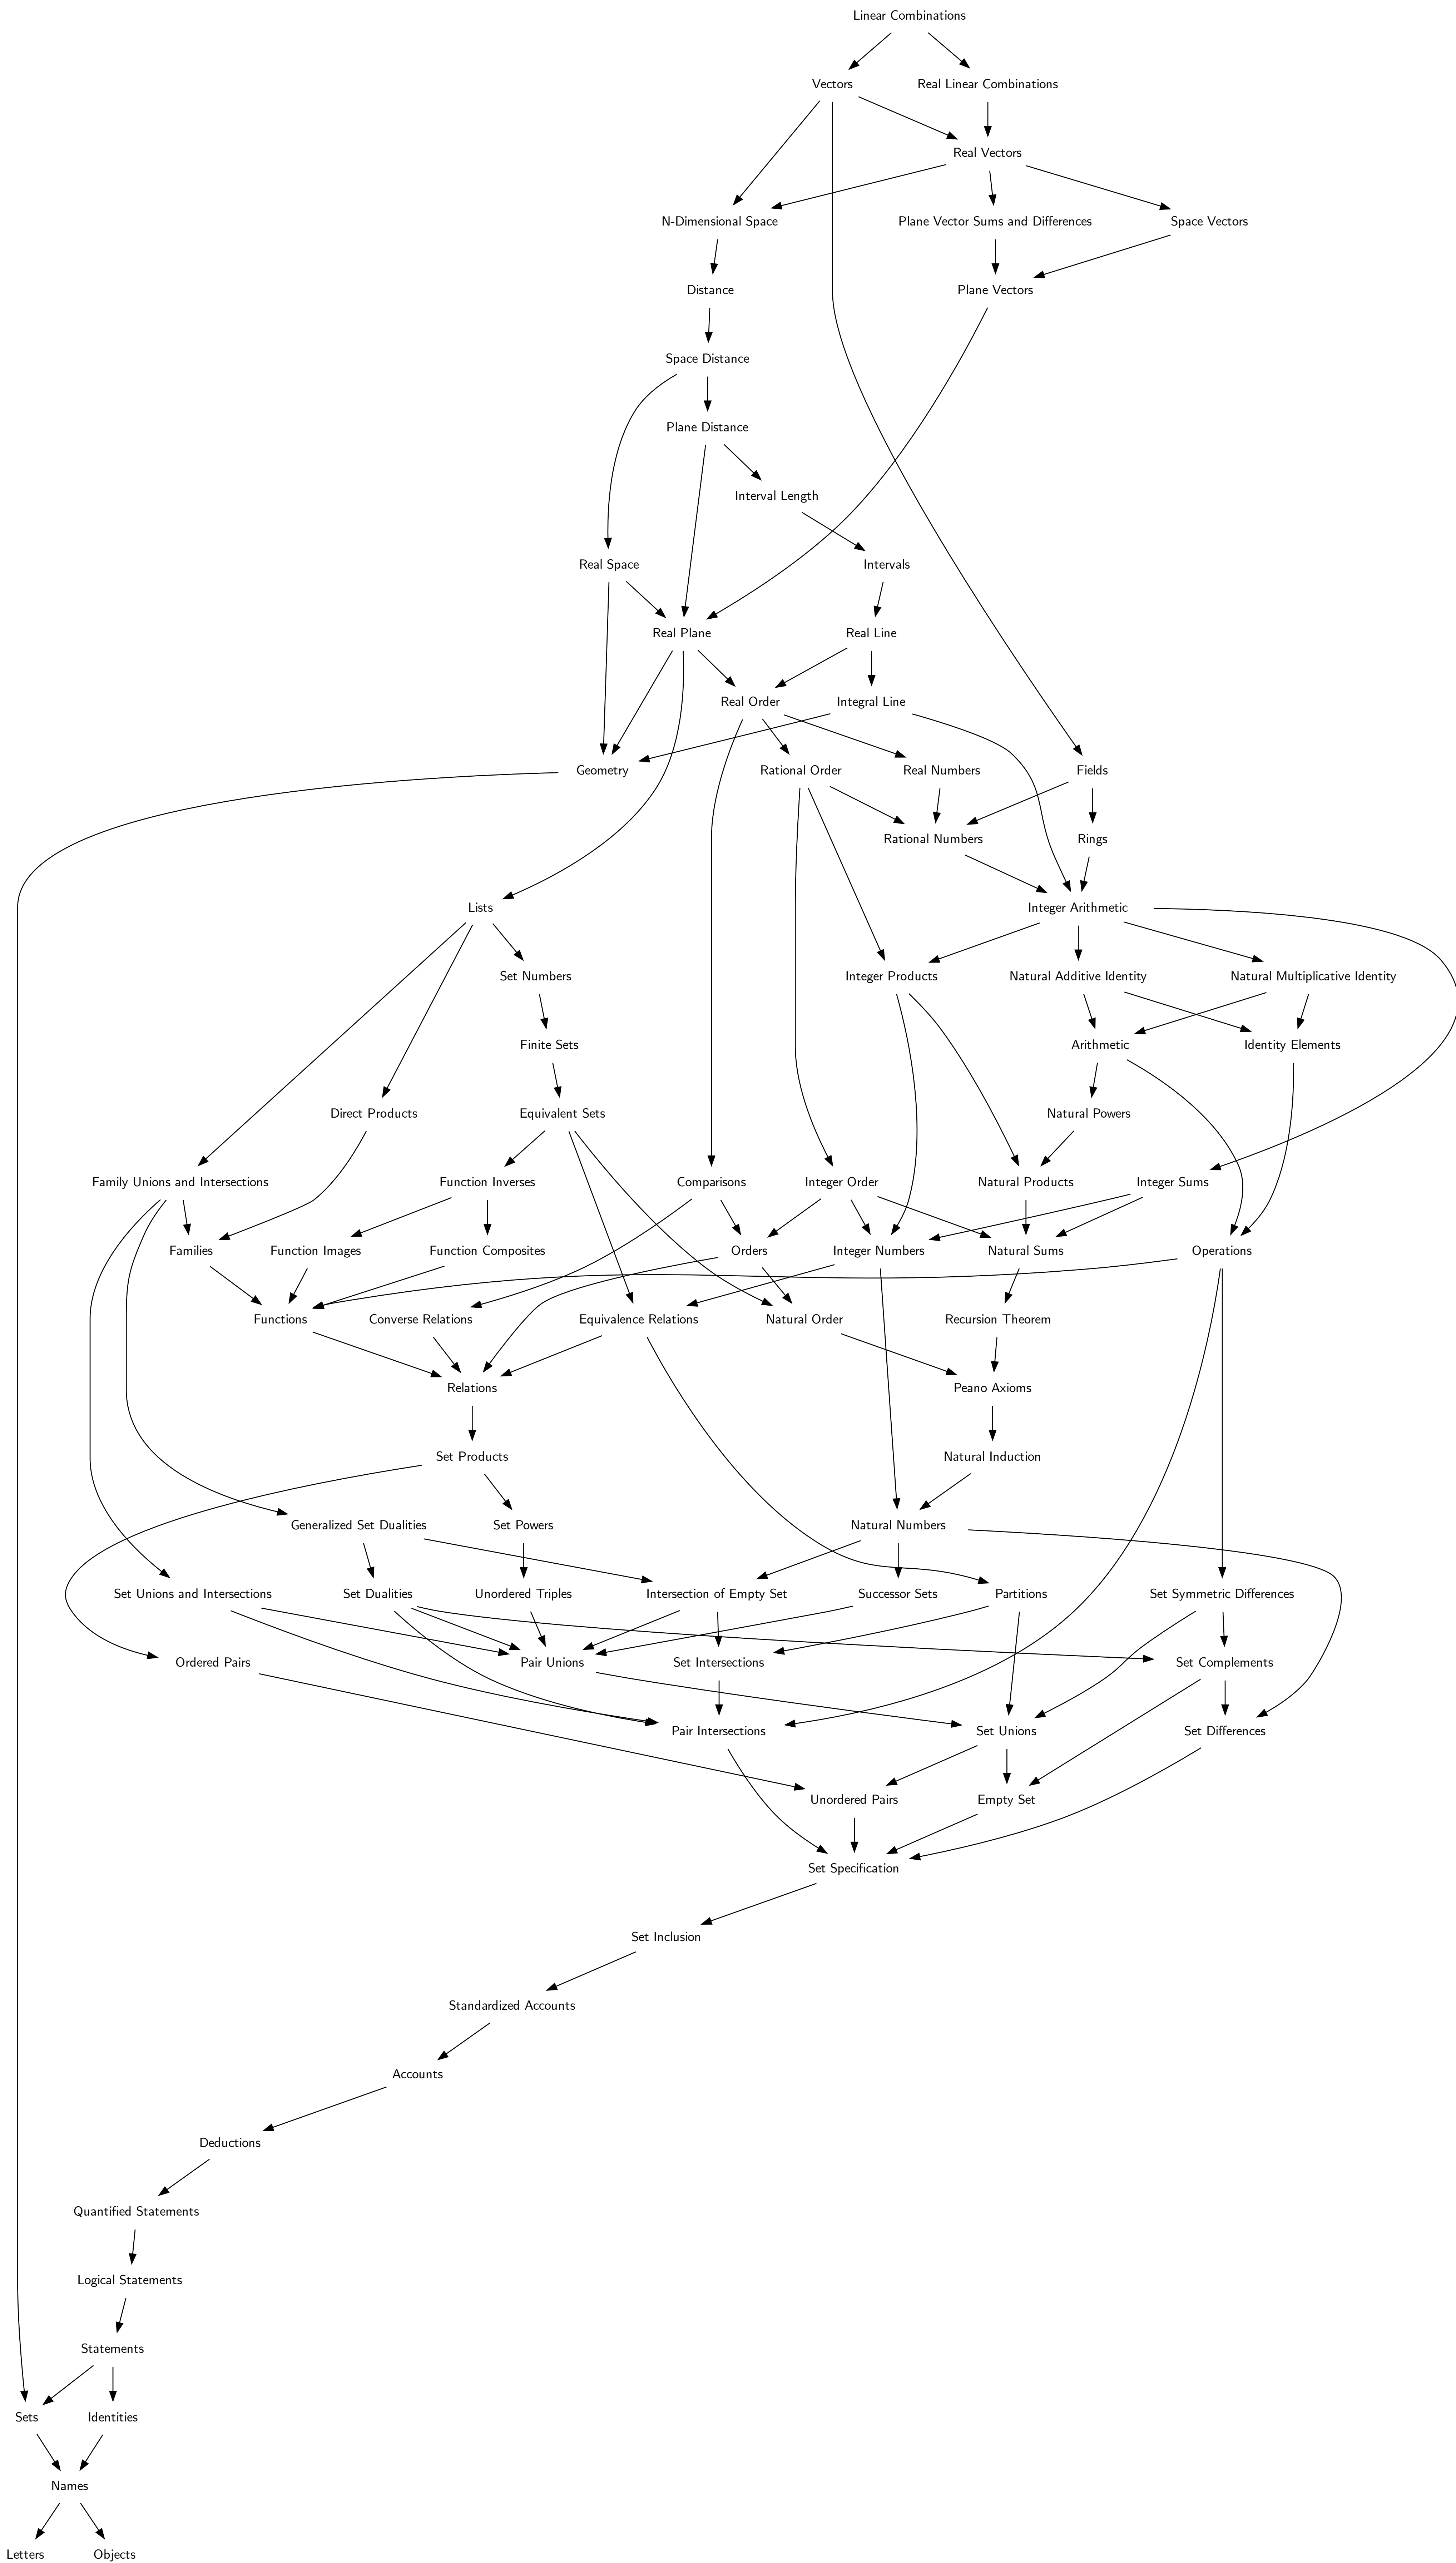 Linear Combinations
Vectors
Real Linear Combinations
Real Vectors
N-Dimensional Space
Plane Vector Sums and Differences
Space Vectors
Distance
Plane Vectors
Space Distance
Plane Distance
Interval Length
Real Space
Intervals
Real Plane
Real Line
Real Order
Integral Line
Geometry
Rational Order
Real Numbers
Fields
Rational Numbers
Rings
Lists
Integer Arithmetic
Set Numbers
Integer Products
Natural Additive Identity
Natural Multiplicative Identity
Finite Sets
Arithmetic
Identity Elements
Direct Products
Equivalent Sets
Natural Powers
Family Unions and Intersections
Function Inverses
Comparisons
Integer Order
Natural Products
Integer Sums
Families
Function Images
Function Composites
Orders
Integer Numbers
Natural Sums
Operations
Functions
Converse Relations
Equivalence Relations
Natural Order
Recursion Theorem
Relations
Peano Axioms
Set Products
Natural Induction
Generalized Set Dualities
Set Powers
Natural Numbers
Set Unions and Intersections
Set Dualities
Unordered Triples
Intersection of Empty Set
Successor Sets
Partitions
Set Symmetric Differences
Ordered Pairs
Pair Unions
Set Intersections
Set Complements
Pair Intersections
Set Unions
Set Differences
Unordered Pairs
Empty Set
Set Specification
Set Inclusion
Standardized Accounts
Accounts
Deductions
Quantified Statements
Logical Statements
Statements
Sets
Identities
Names
Letters
Objects